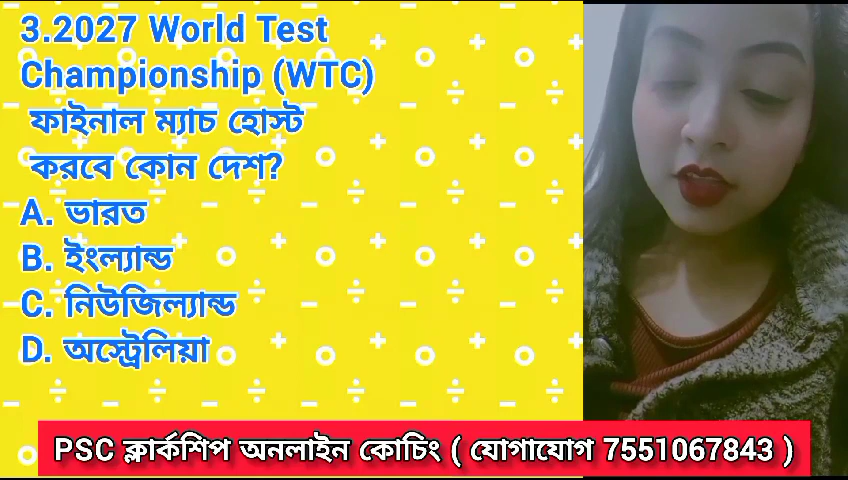 3.2027 World Test
Championship (WTC)
ফাইনাল ম্যাচ হোস্ট
করবে কোন দেশ?
A. ভারত
B. ইংল্যান্ড
C. নিউজিল্যান্ড
D. অস্ট্রেলিয়া
PSC ক্লার্কশিপ অনলাইন কোচিং ( যোগাযোগ 7551067843 )